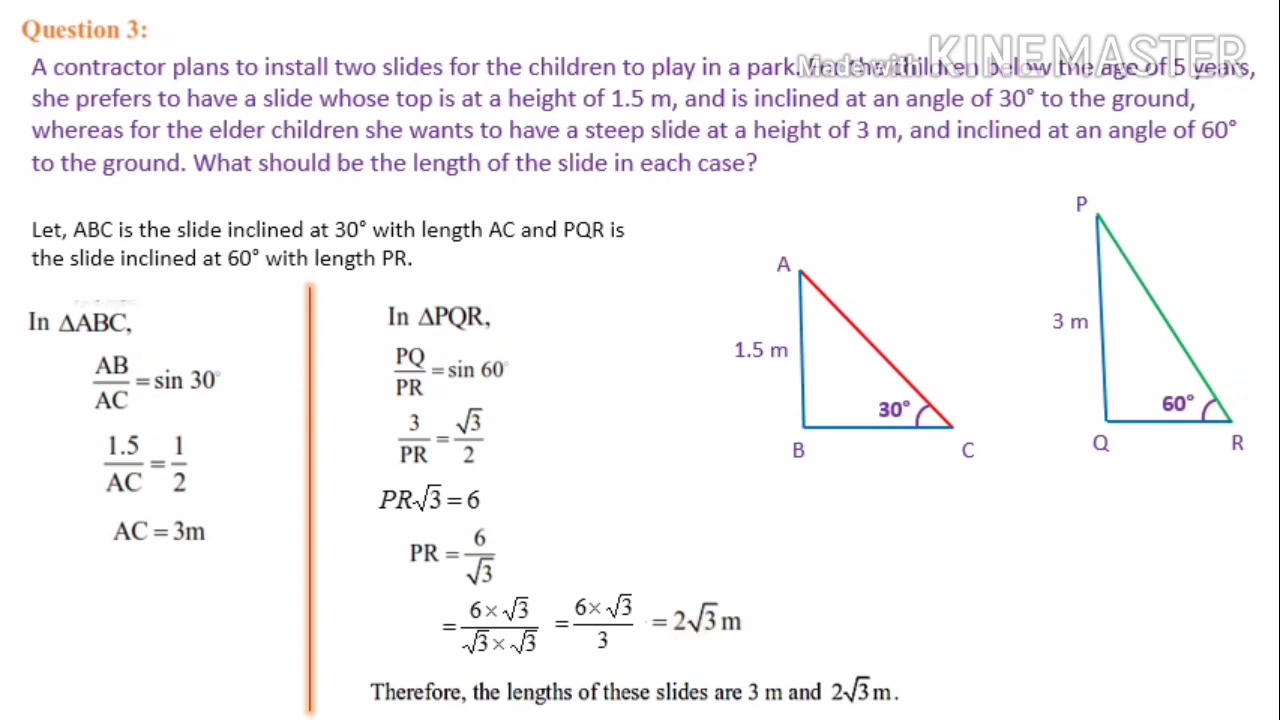 Question 3:
Made with KINEMASTER
A contractor plans to install two slides for the children to play in a park. For the children below the age of 5 years,
she prefers to have a slide whose top is at a height of 1.5 m, and is inclined at an angle of 30° to the ground,
whereas for the elder children she wants to have a steep slide at a height of 3 m, and inclined at an angle of 60°
to the ground. What should be the length of the slide in each case?
Let, ABC is the slide inclined at 30° with length AC and PQR is
the slide inclined at 60° with length PR.
In ΔABC,
AB/AC = sin 30°
1.5/AC = 1/2
AC = 3m
In ΔPQR,
PQ/PR = sin 60°
3/PR = √3/2
PR√3 = 6
PR = 6/√3
= 6×√3/√3×√3 = 6×√3/3 = 2√3 m
Therefore, the lengths of these slides are 3 m and 2√3 m.
A
1.5 m
30°
B
C
P
3 m
60°
Q
R